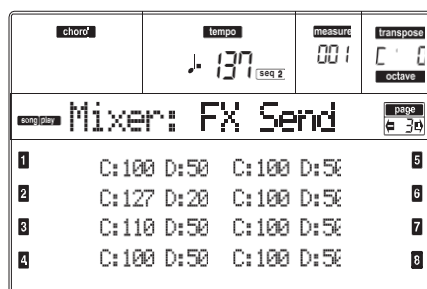 chord tempo measure transpose
♩. 137 seq 2 001
octave
song play Mixer: FX Send page 3
1 C:100 D:50 C:100 D:50 5
2 C:127 D:20 C:100 D:50 6
3 C:110 D:50 C:100 D:50 7
4 C:100 D:50 C:100 D:50 8